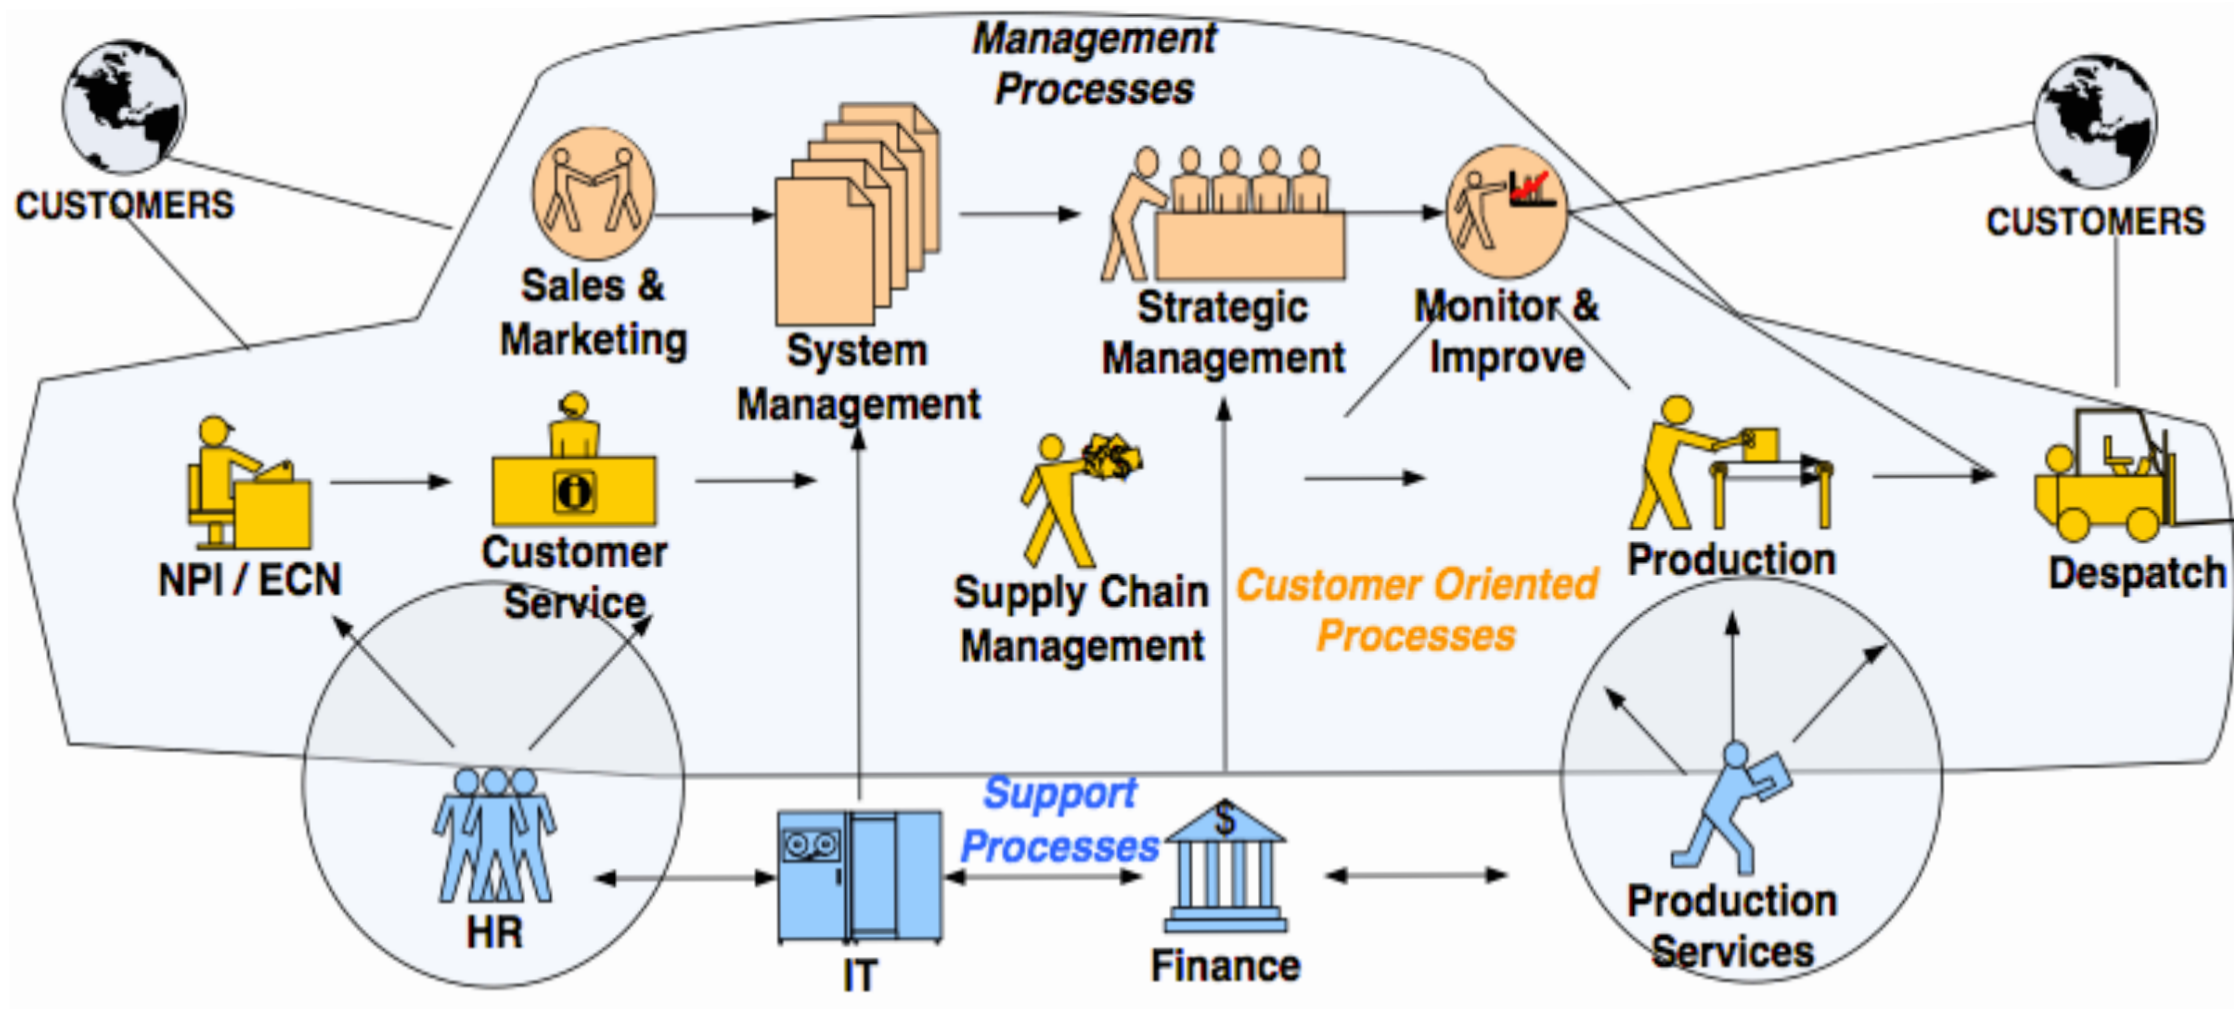 Management
Processes
CUSTOMERS
CUSTOMERS
Sales &
Marketing
System
Management
Strategic
Management
Monitor &
Improve
NPI / ECN
i
Customer
Service
Supply Chain
Management
Customer Oriented
Processes
Production
Despatch
HR
IT
Support
Processes
$
Finance
Production
Services